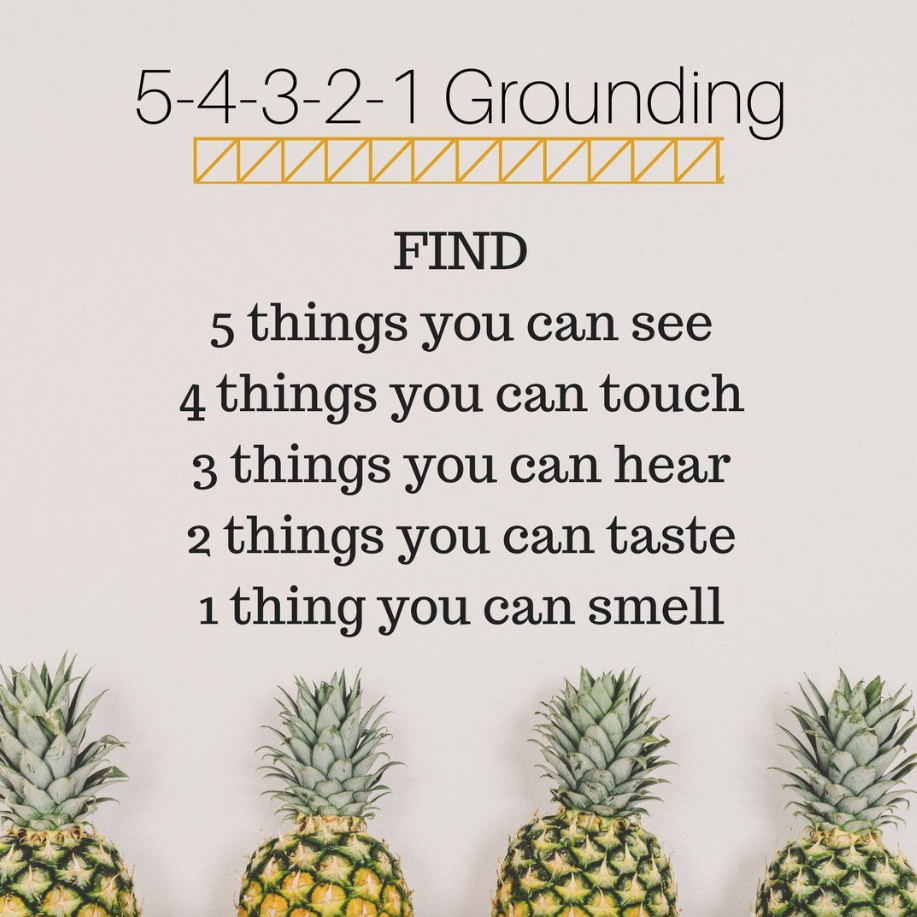 5-4-3-2-1 Grounding
FIND
5 things you can see
4 things you can touch
3 things you can hear
2 things you can taste
1 thing you can smell